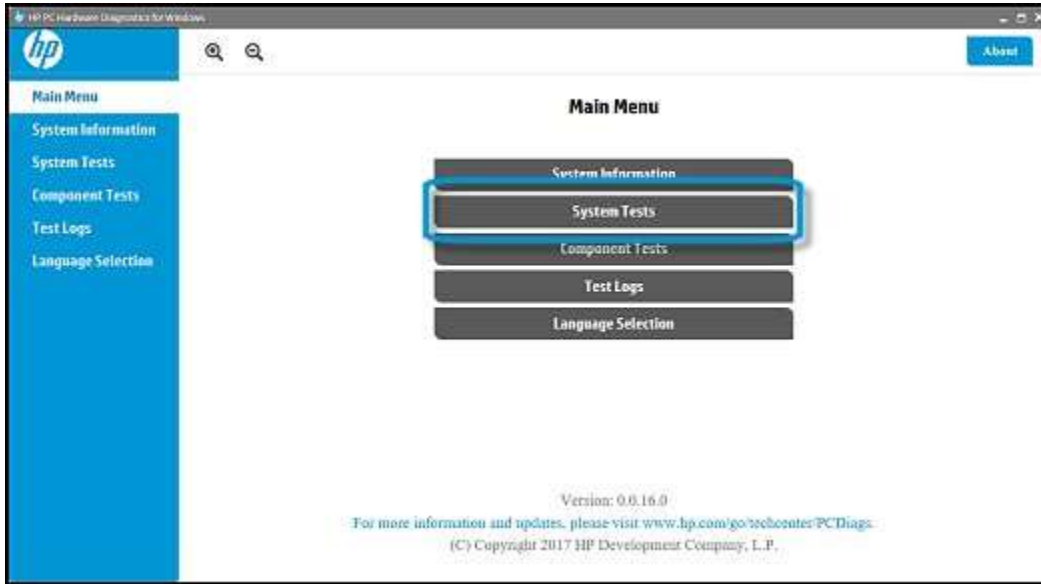 HP PC Hardware Diagnostics for Windows
hp
About
Main Menu
System Information
System Tests
Component Tests
Test Logs
Language Selection
Main Menu
System Information
System Tests
Component Tests
Test Logs
Language Selection
Version: 0.0.16.0
For more information and updates, please visit www.hp.com/go/techcenter/PCDiags.
(C) Copyright 2017 HP Development Company, L.P.